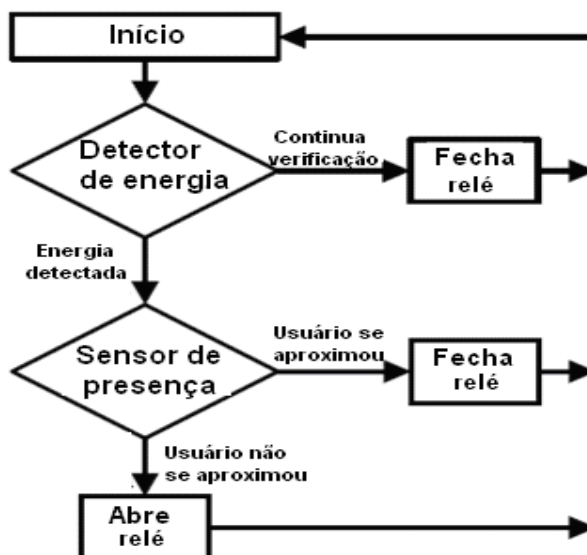 Início
Detector
de energia
Continua
verificação
Fecha
relé
Energia
detectada
Sensor de
presença
Usuário se
aproximou
Fecha
relé
Usuário não
se aproximou
Abre
relé